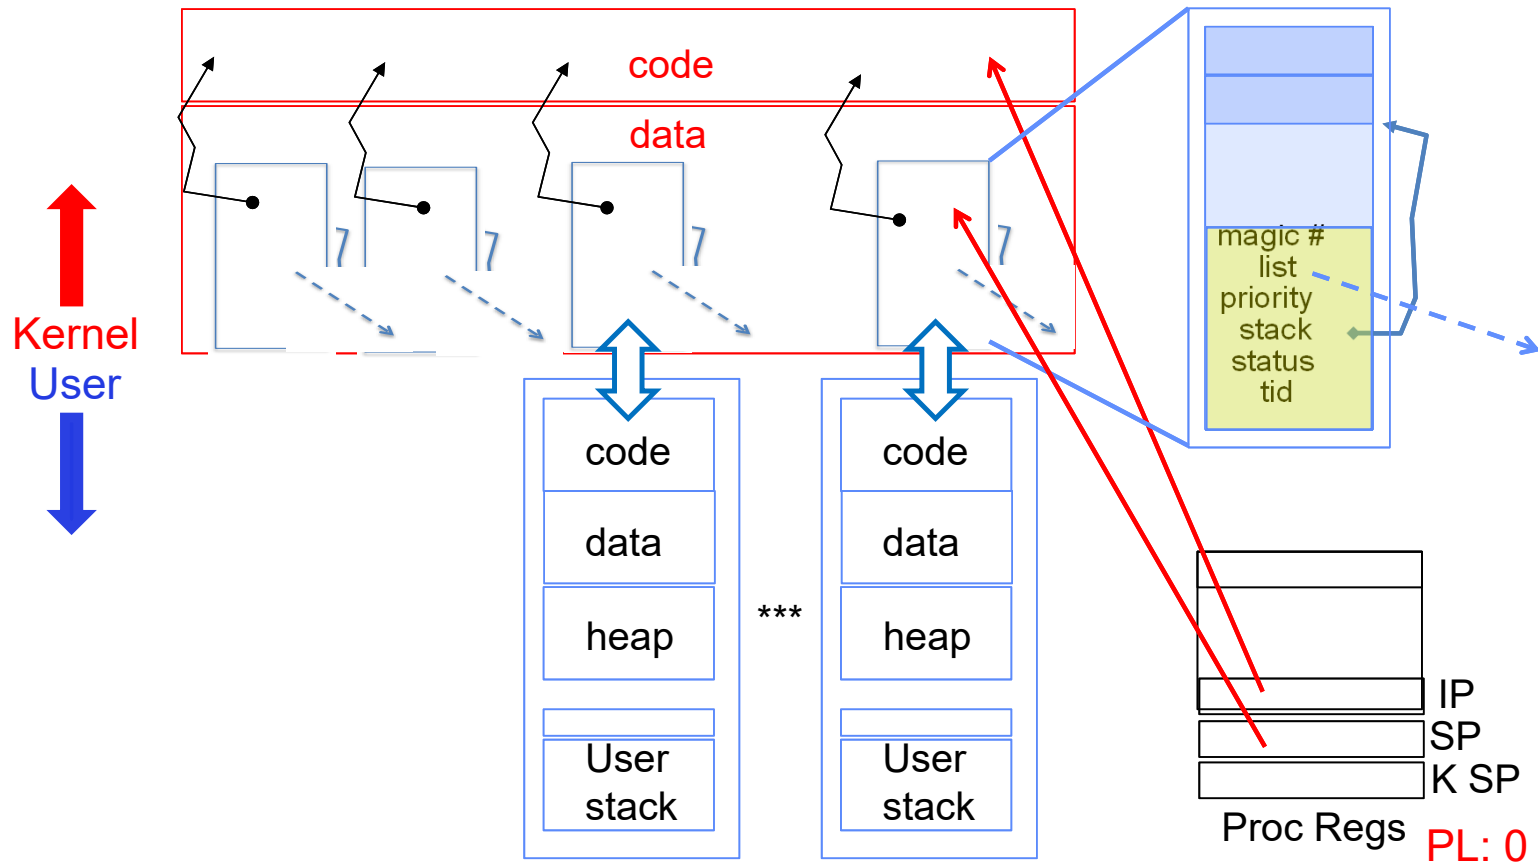 code
data
Kernel
User
magic #
list
priority
stack
status
tid
code
data
heap
User
stack
***
code
data
heap
User
stack
IP
SP
K SP
Proc Regs
PL: 0